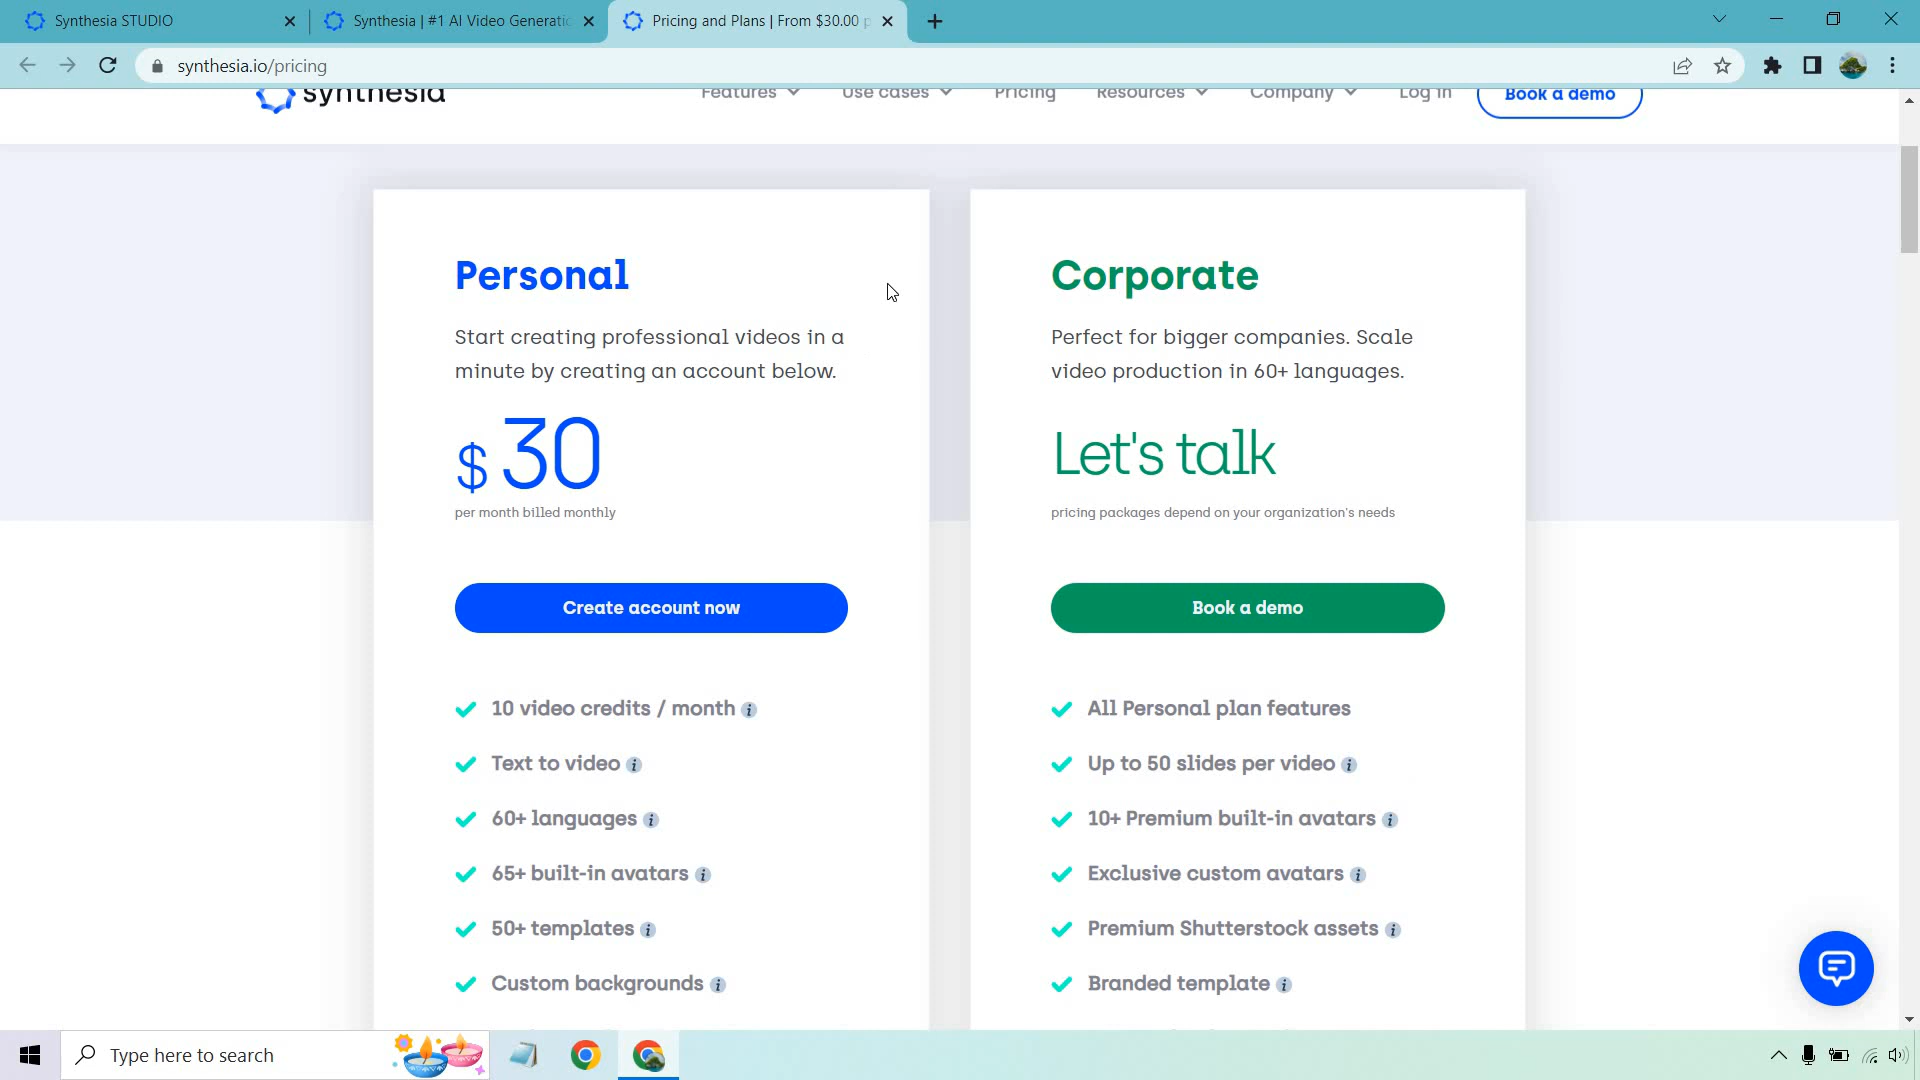 Synthesia STUDIO
Synthesia | #1 AI Video Generatio
Pricing and Plans | From $30.00 p
synthesia.io/pricing
synthesia
Features
Use cases
Pricing
Resources
Company
Log in
Book a demo
Personal
Start creating professional videos in a
minute by creating an account below.
$ 30
per month billed monthly
Create account now
10 video credits / month
Text to video
60+ languages
65+ built-in avatars
50+ templates
Custom backgrounds
Corporate
Perfect for bigger companies. Scale
video production in 60+ languages.
Let's talk
pricing packages depend on your organization's needs
Book a demo
All Personal plan features
Up to 50 slides per video
10+ Premium built-in avatars
Exclusive custom avatars
Premium Shutterstock assets
Branded template
Type here to search